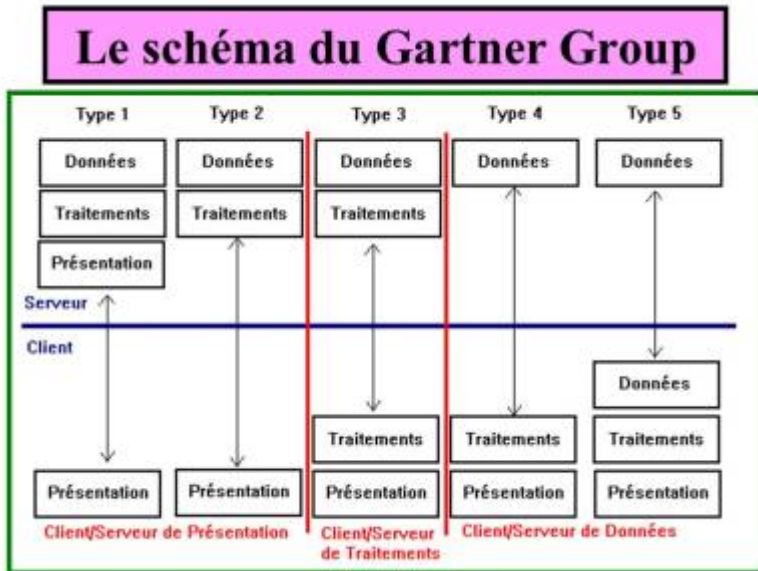 Le schéma du Gartner Group
Type 1 Type 2 Type 3 Type 4 Type 5
Données Données Données Données Données
Traitements Traitements Traitements
Présentation
Serveur
Client
Données
Traitements Traitements Traitements
Présentation Présentation Présentation Présentation Présentation
Client/Serveur de Présentation Client/Serveur Client/Serveur de Données
de Traitements